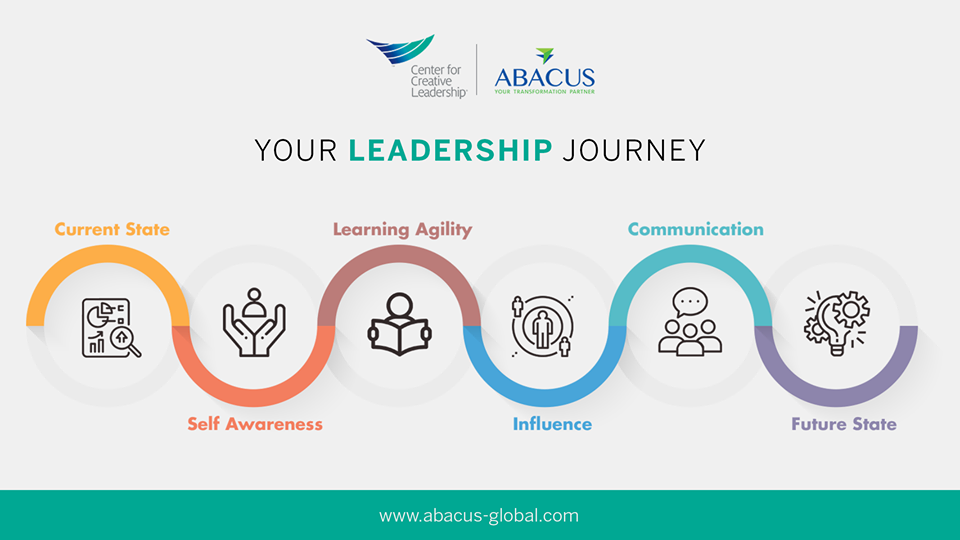 Center for
Creative
Leadership
ABACUS
YOUR TRANSFORMATION PARTNER
YOUR LEADERSHIP JOURNEY
Current State
Learning Agility
Communication
Self Awareness
Influence
Future State
www.abacus-global.com